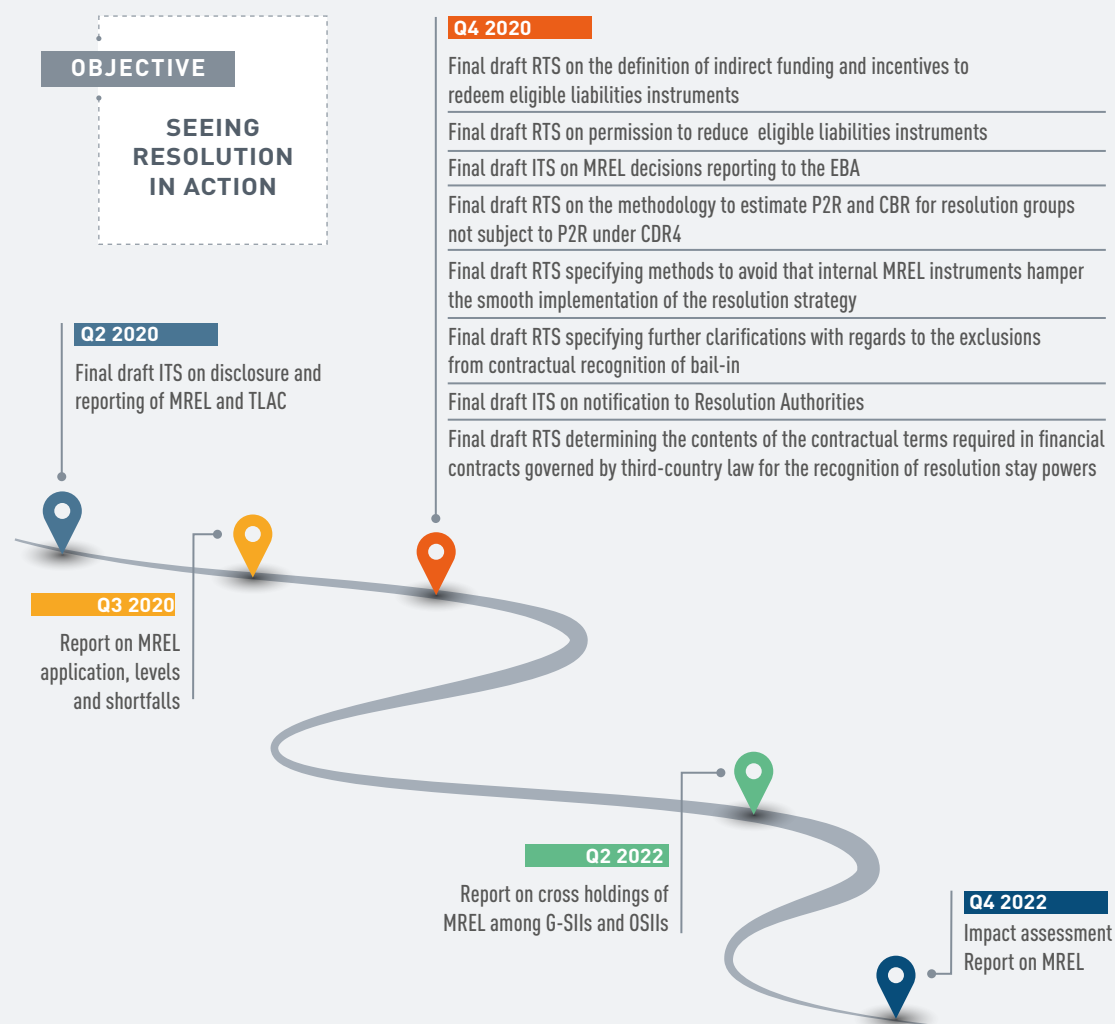 OBJECTIVE
SEEING
RESOLUTION
IN ACTION
Q4 2020
Final draft RTS on the definition of indirect funding and incentives to
redeem eligible liabilities instruments
Final draft RTS on permission to reduce eligible liabilities instruments
Final draft ITS on MREL decisions reporting to the EBA
Final draft RTS on the methodology to estimate P2R and CBR for resolution groups
not subject to P2R under CDR4
Final draft RTS specifying methods to avoid that internal MREL instruments hamper
the smooth implementation of the resolution strategy
Final draft RTS specifying further clarifications with regards to the exclusions
from contractual recognition of bail-in
Final draft ITS on notification to Resolution Authorities
Final draft RTS determining the contents of the contractual terms required in financial
contracts governed by third-country law for the recognition of resolution stay powers
Q2 2020
Final draft ITS on disclosure and
reporting of MREL and TLAC
Q3 2020
Report on MREL
application, levels
and shortfalls
Q2 2022
Report on cross holdings of
MREL among G-SIIs and OSIIs
Q4 2022
Impact assessment
Report on MREL